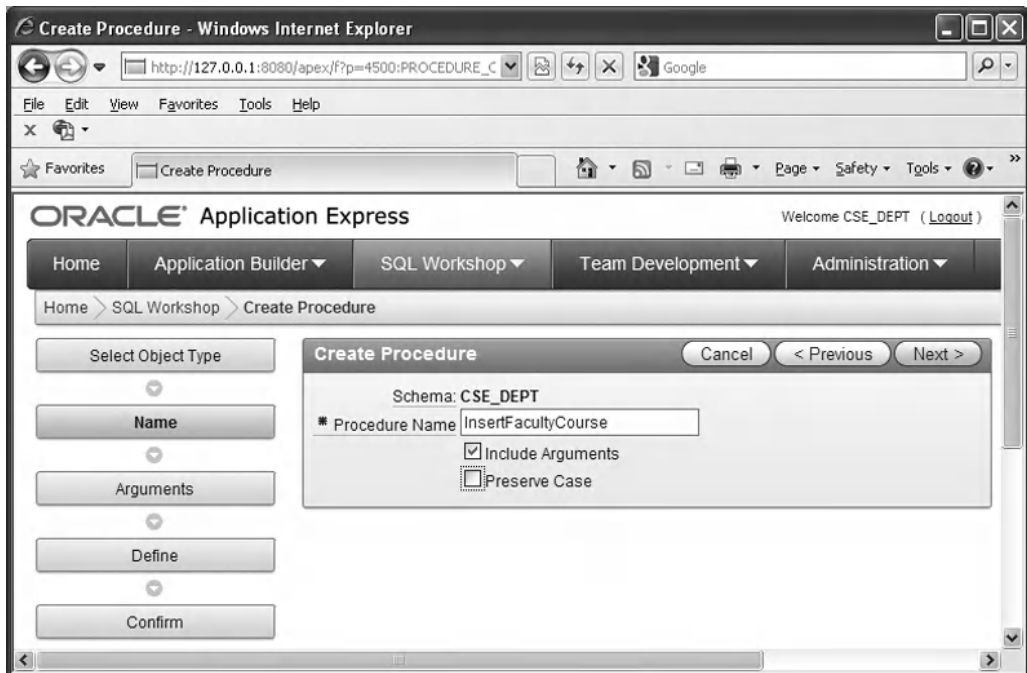 Create Procedure - Windows Internet Explorer
http://127.0.0.1:8080/apex/f?p=4500:PROCEDURE_C
Google
File Edit View Favorites Tools Help
x
Favorites
Create Procedure
Page Safety Tools »
ORACLE Application Express
Welcome CSE_DEPT ( Logout )
Home Application Builder SQL Workshop Team Development Administration
Home SQL Workshop Create Procedure
Select Object Type
Name
Arguments
Define
Confirm
Create Procedure
Cancel < Previous Next >
Schema: CSE_DEPT
* Procedure Name InsertFacultyCourse
Include Arguments
Preserve Case